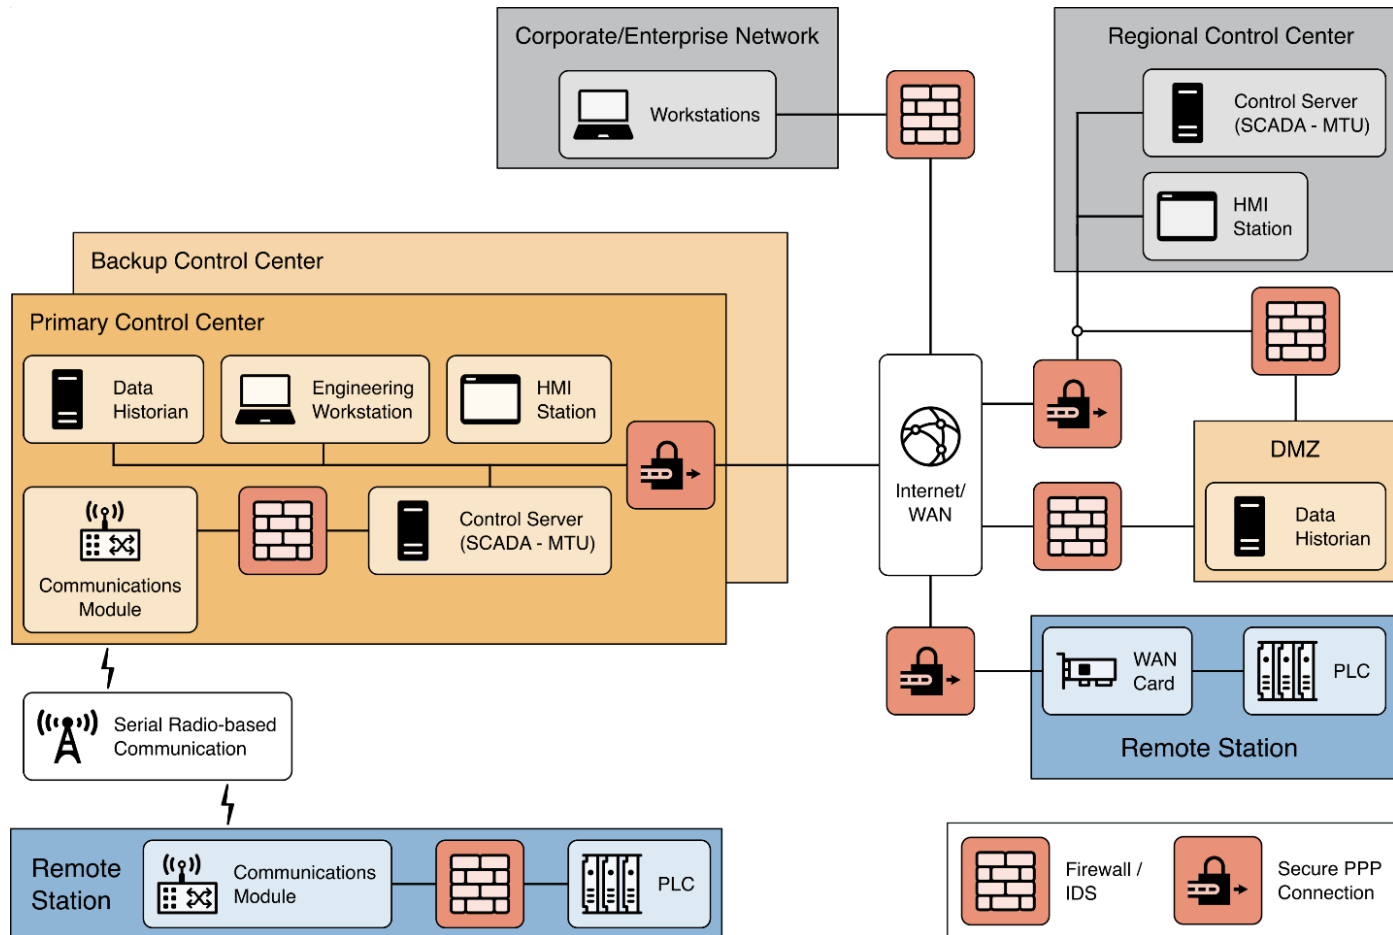 Corporate/Enterprise Network
Workstations
Regional Control Center
Control Server
(SCADA - MTU)
HMI
Station
Backup Control Center
Primary Control Center
Data
Historian
Engineering
Workstation
HMI
Station
Communications
Module
Control Server
(SCADA - MTU)
Internet/
WAN
DMZ
Data
Historian
WAN
Card
PLC
Remote Station
Serial Radio-based
Communication
Remote
Station
Communications
Module
PLC
Firewall /
IDS
Secure PPP
Connection